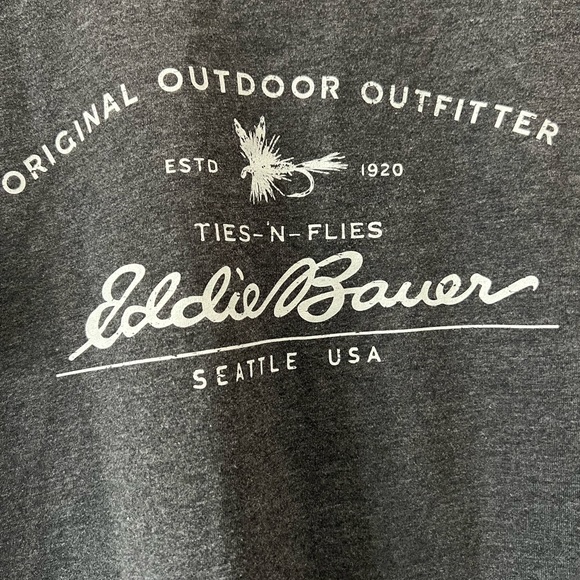 ORIGINAL OUTDOOR OUTFITTER
ESTD 1920
TIES-'N-FLIES
Eddie Bauer
SEATTLE USA